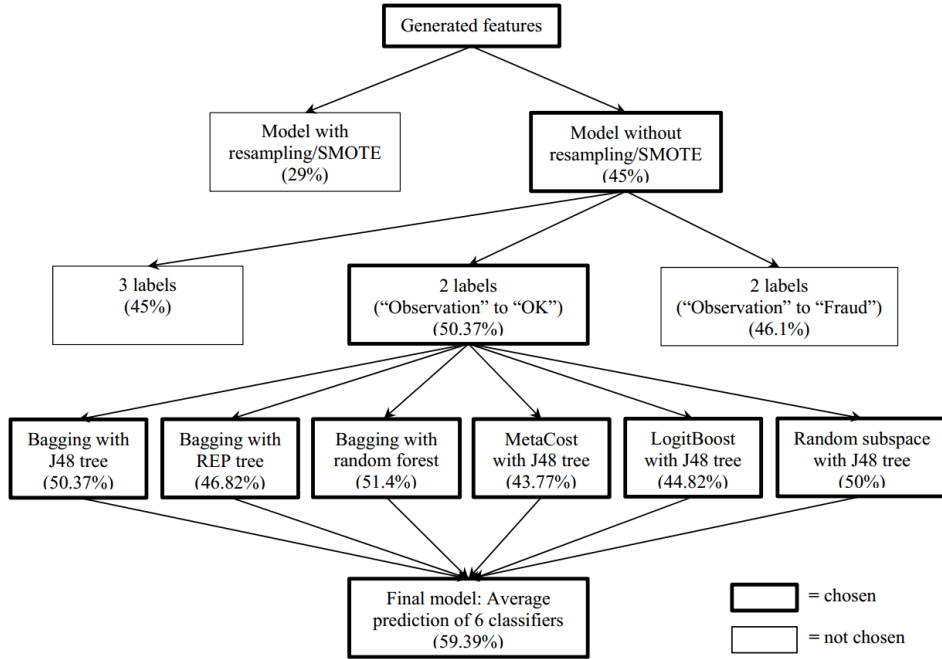 Generated features
Model with
resampling/SMOTE
(29%)
Model without
resampling/SMOTE
(45%)
3 labels
(45%)
2 labels
(“Observation” to “OK”)
(50.37%)
2 labels
(“Observation” to “Fraud”)
(46.1%)
Bagging with
J48 tree
(50.37%)
Bagging with
REP tree
(46.82%)
Bagging with
random forest
(51.4%)
MetaCost
with J48 tree
(43.77%)
LogitBoost
with J48 tree
(44.82%)
Random subspace
with J48 tree
(50%)
Final model: Average
prediction of 6 classifiers
(59.39%)
= chosen
= not chosen